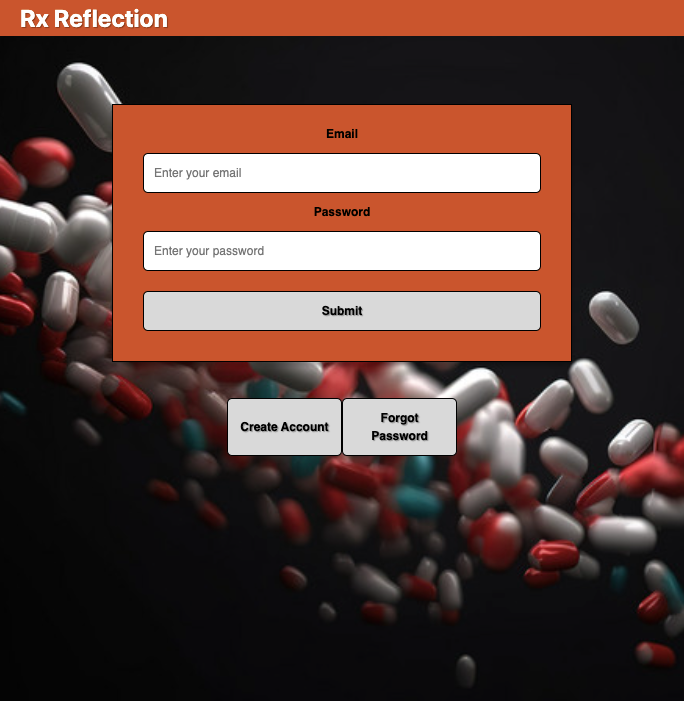 Rx Reflection
Email
Enter your email
Password
Enter your password
Submit
Create Account
Forgot
Password